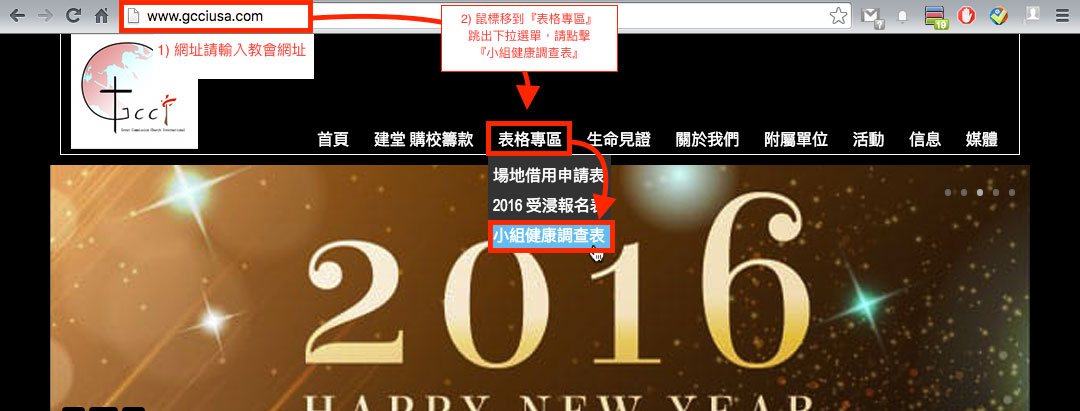 www.gcciusa.com
7
19
1) 網址請輸入教會網址
2) 鼠標移到『表格專區』
跳出下拉選單，請點擊
『小組健康調查表』
GCCI
Great Commission Church International
首頁 建堂 購校籌款 表格專區 生命見證 關於我們 附屬單位 活動 信息 媒體
場地借用申請表
2016 受浸報名表
小組健康調查表
2016
HAPPY NEW YEAR